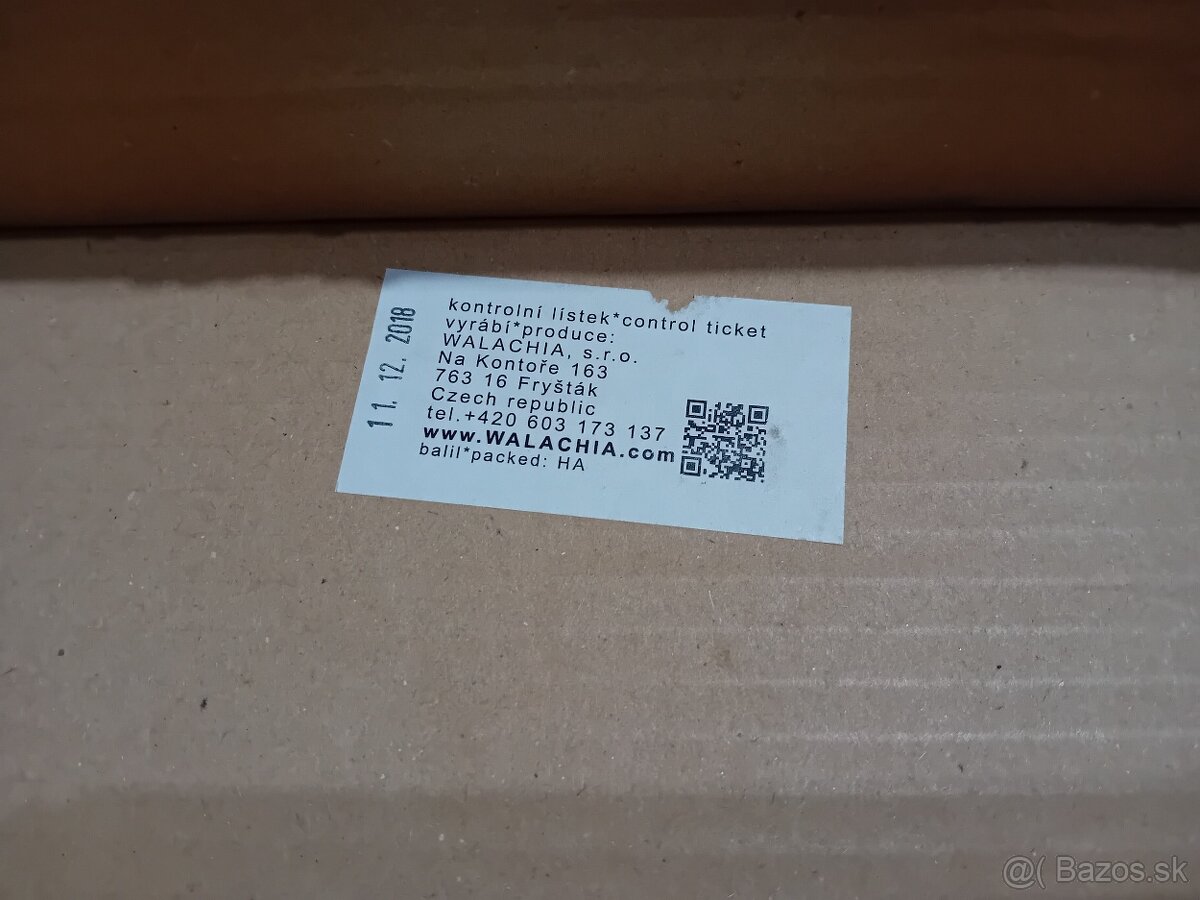 kontrolní lístek*control ticket
vyrábí*produce:
WALACHIA, s.r.o.
Na Kontoře 163
763 16 Fryšták
Czech republic
tel.+420 603 173 137
www.WALACHIA.com
balil*packed: HA
11. 12. 2018
@( Bazos.sk